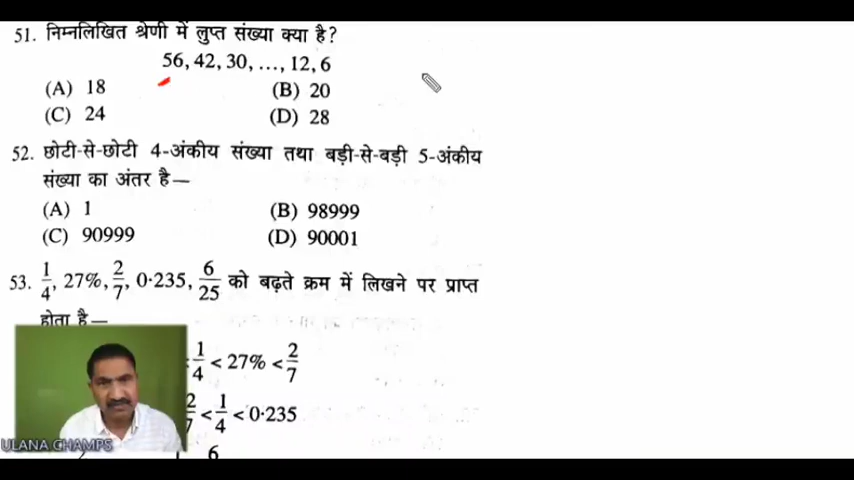 51. निम्नलिखित श्रेणी में लुप्त संख्या क्या है?
56, 42, 30, ..., 12, 6
(A) 18 (B) 20
(C) 24 (D) 28
52. छोटी-से-छोटी 4-अंकीय संख्या तथा बड़ी-से-बड़ी 5-अंकीय
संख्या का अंतर है—
(A) 1 (B) 98999
(C) 90999 (D) 90001
53. 1/4, 27%, 2/7, 0·235, 6/25 को बढ़ते क्रम में लिखने पर प्राप्त
होता है—
1/4 < 27% < 2/7
2/7 < 1/4 < 0·235
6
ULANA CHAMPS